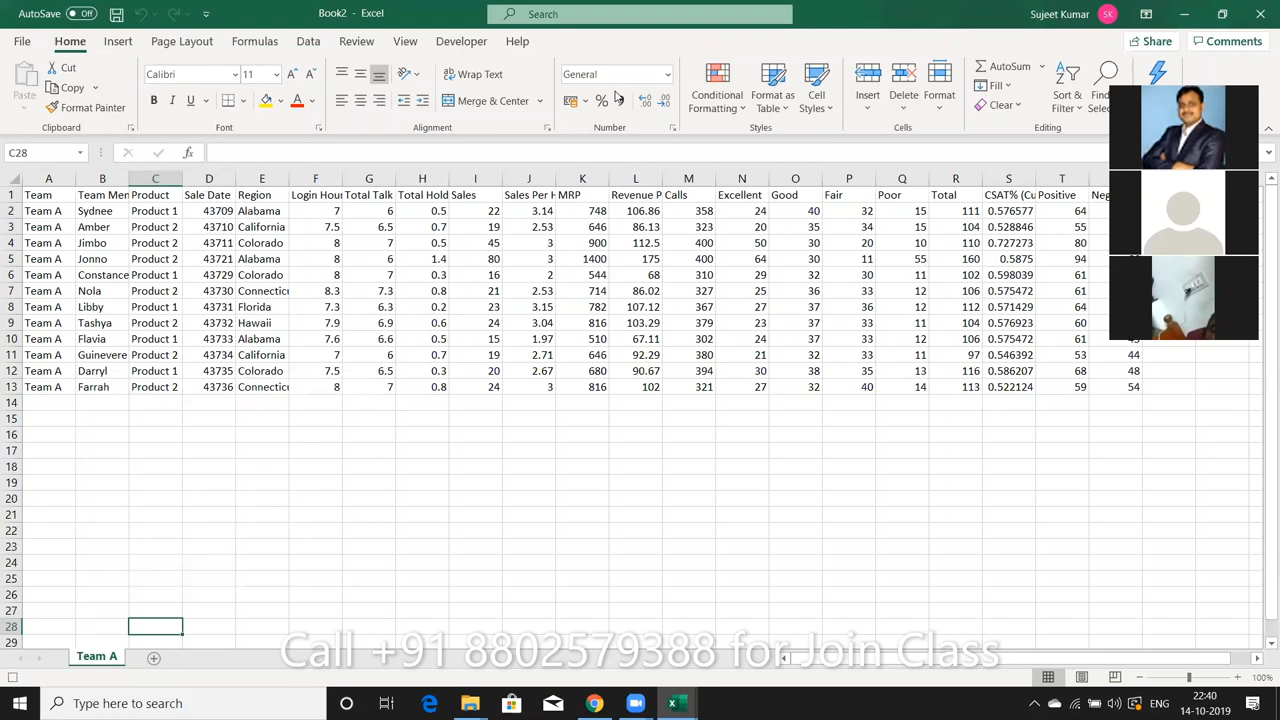 AutoSave Off Book2 - Excel Search Sujeet Kumar SK
File Home Insert Page Layout Formulas Data Review View Developer Help Share Comments
Paste Cut Copy Format Painter Clipboard
Calibri 11 B I U Font
Wrap Text Merge & Center Alignment
General % Number
Conditional Formatting Format as Table Cell Styles Styles
Insert Delete Format Cells
AutoSum Fill Clear Sort & Filter Editing
C28 fx
A B C D E F G H I J K L M N O P Q R S T
1 Team Team Men Product Sale Date Region Login Hou Total Talk Total Hold Sales Sales Per H MRP Revenue P Calls Excellent Good Fair Poor Total CSAT% (Cu Positive Neg
2 Team A Sydnee Product 1 43709 Alabama 7 6 0.5 22 3.14 748 106.86 358 24 40 32 15 111 0.576577 64
3 Team A Amber Product 2 43710 California 7.5 6.5 0.7 19 2.53 646 86.13 323 20 35 34 15 104 0.528846 55
4 Team A Jimbo Product 2 43711 Colorado 8 7 0.5 45 3 900 112.5 400 50 30 20 10 110 0.727273 80
5 Team A Jonno Product 2 43721 Alabama 8 6 1.4 80 3 1400 175 400 64 30 11 55 160 0.5875 94
6 Team A Constance Product 1 43729 Colorado 8 7 0.3 16 2 544 68 310 29 32 30 11 102 0.598039 61
7 Team A Nola Product 2 43730 Connecticu 8.3 7.3 0.8 21 2.53 714 86.02 327 25 36 33 12 106 0.575472 61
8 Team A Libby Product 1 43731 Florida 7.3 6.3 0.2 23 3.15 782 107.12 367 27 37 36 12 112 0.571429 64
9 Team A Tashya Product 2 43732 Hawaii 7.9 6.9 0.6 24 3.04 816 103.29 379 23 37 33 11 104 0.576923 60
10 Team A Flavia Product 1 43733 Alabama 7.6 6.6 0.5 15 1.97 510 67.11 302 24 37 33 12 106 0.575472 61
11 Team A Guinevere Product 2 43734 California 7 6 0.7 19 2.71 646 92.29 380 21 32 33 11 97 0.546392 53 44
12 Team A Darryl Product 1 43735 Colorado 7.5 6.5 0.3 20 2.67 680 90.67 394 30 38 35 13 116 0.586207 68 48
13 Team A Farrah Product 2 43736 Connecticu 8 7 0.8 24 3 816 102 321 27 32 40 14 113 0.522124 59 54
14
15
16
17
18
19
20
21
22
23
24
25
26
27
28
29
Call +91 8802579388 for Join Class
Team A
100%
Type here to search ENG 22:40
14-10-2019